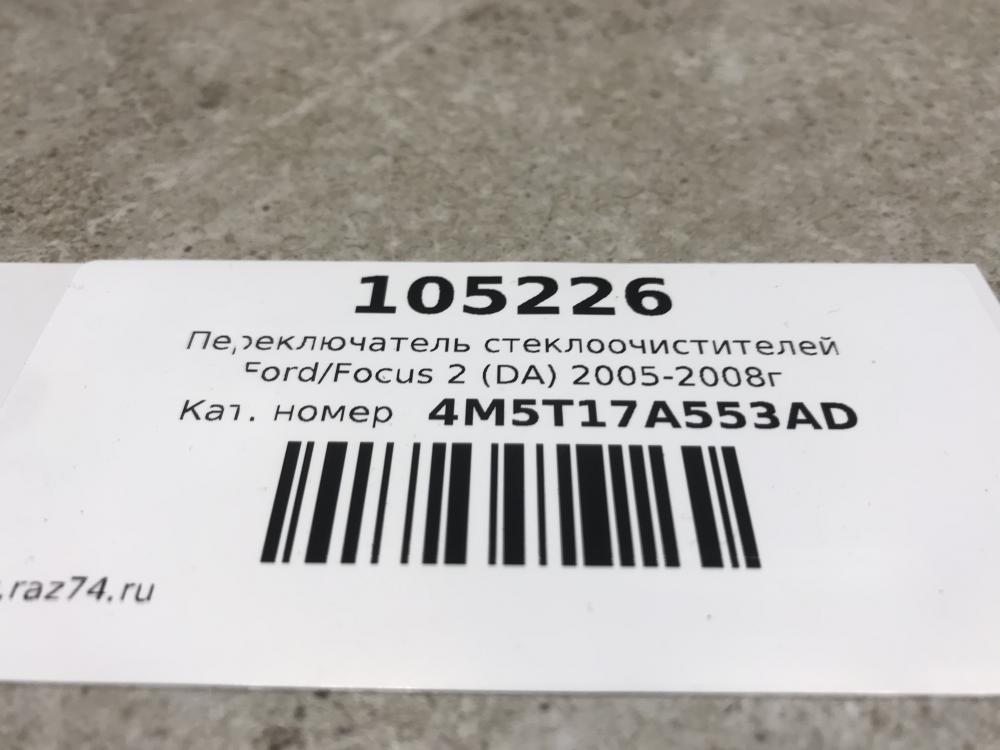 105226
Переключатель стеклоочистителей
Ford/Focus 2 (DA) 2005-2008г
Кат. номер 4M5T17A553AD
.raz74.ru